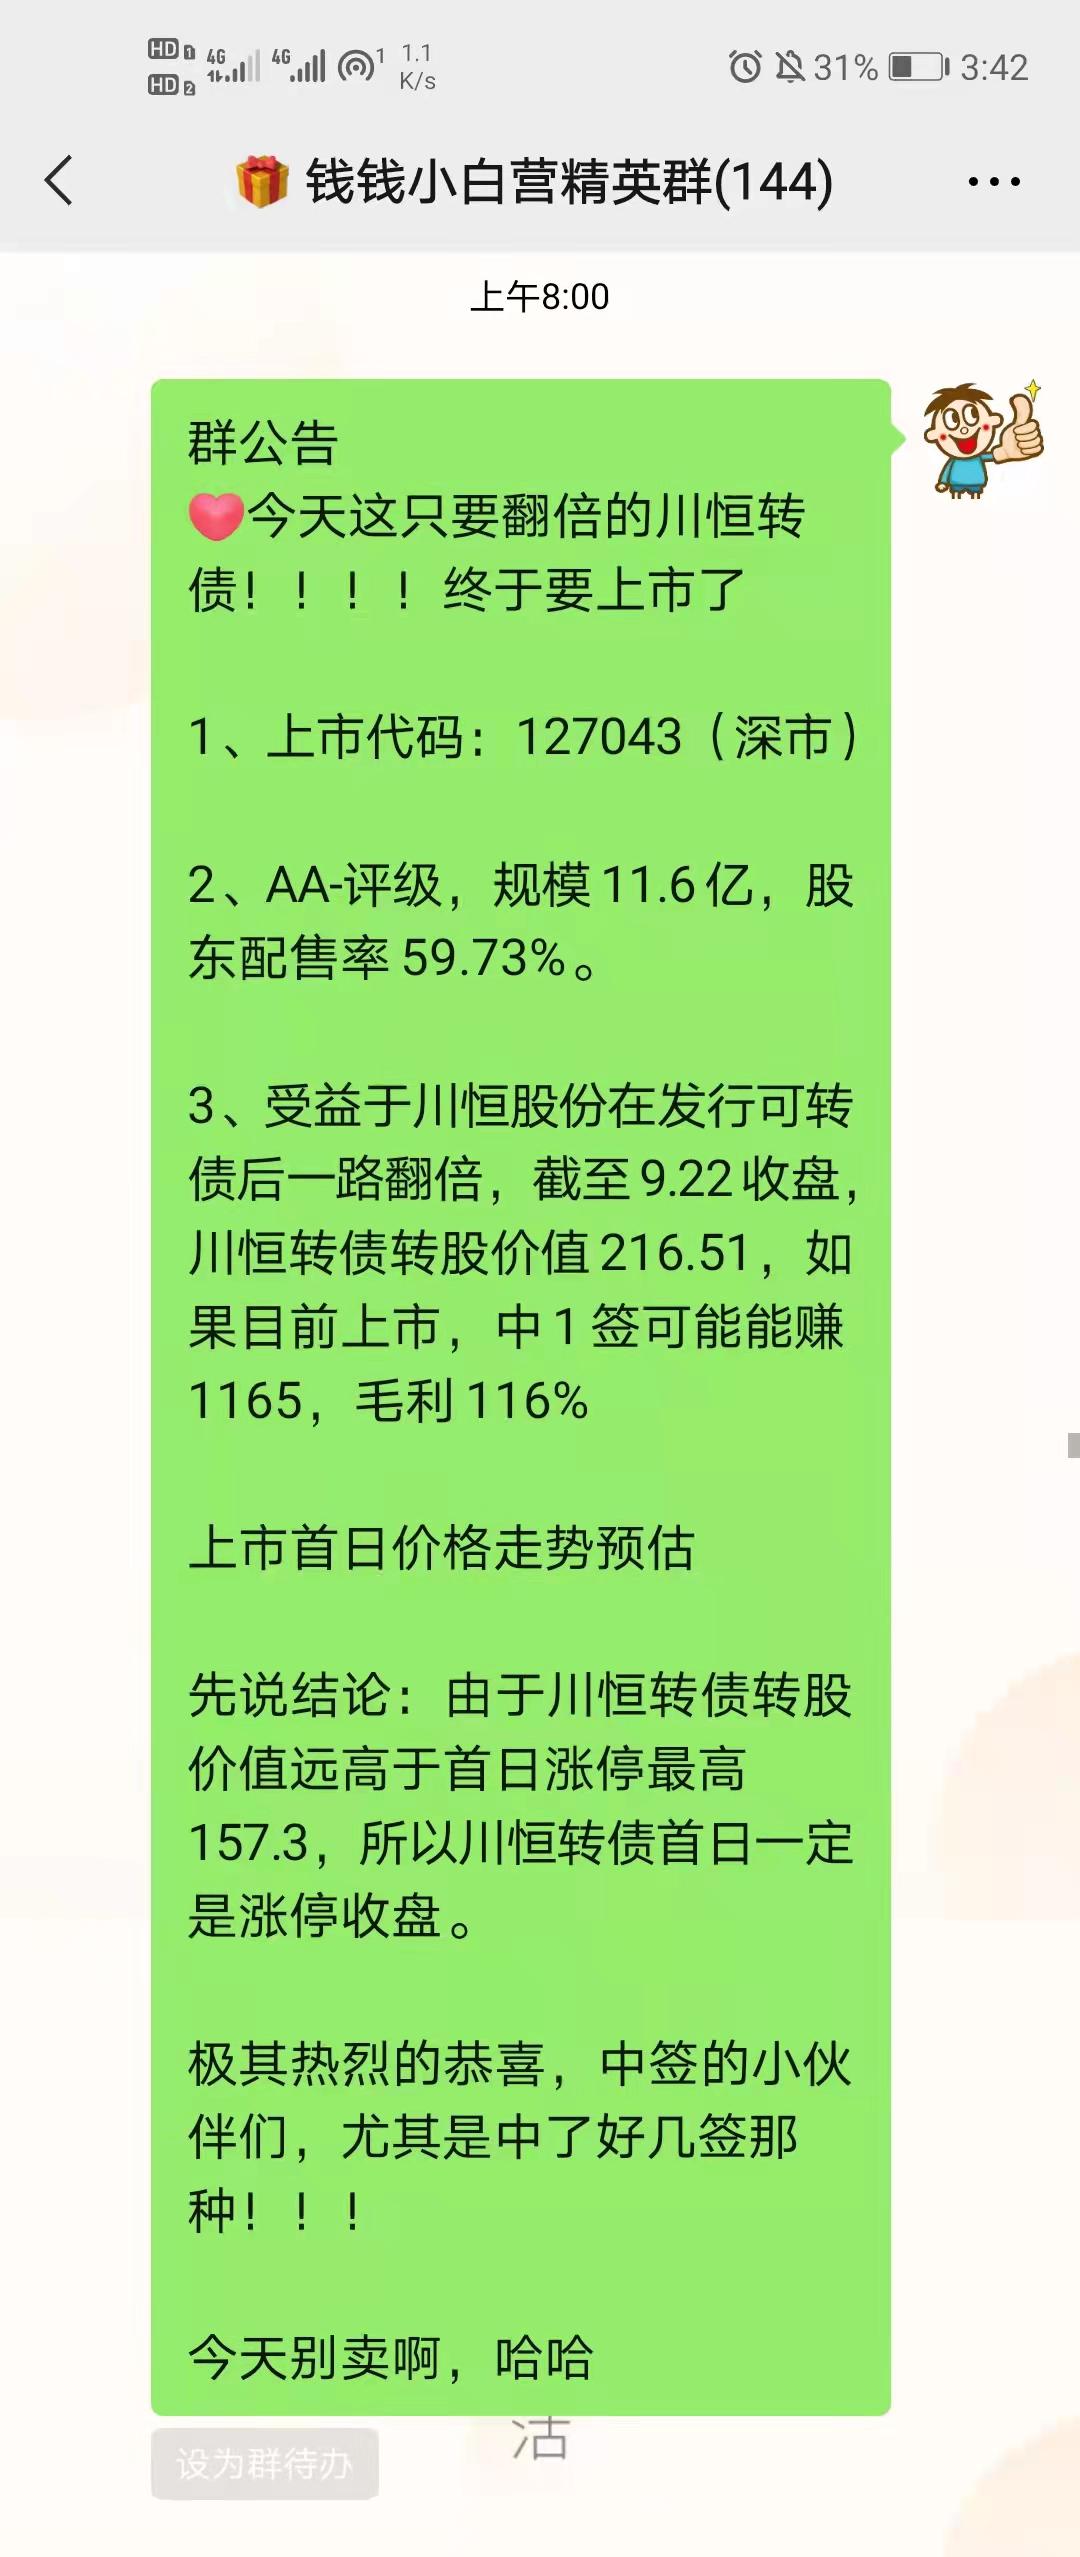 HD 1 4G 4G 1 1.1 31% 3:42
HD 2 K/s
钱钱小白营精英群(144)
上午8:00
群公告
今天这只要翻倍的川恒转
债！！！！终于要上市了
1、上市代码：127043（深市）
2、AA-评级，规模11.6亿，股
东配售率59.73%。
3、受益于川恒股份在发行可转
债后一路翻倍，截至9.22收盘，
川恒转债转股价值216.51，如
果目前上市，中1签可能能赚
1165，毛利116%
上市首日价格走势预估
先说结论：由于川恒转债转股
价值远高于首日涨停最高
157.3，所以川恒转债首日一定
是涨停收盘。
极其热烈的恭喜，中签的小伙
伴们，尤其是中了好几签那
种！！！
今天别卖啊，哈哈
设为群待办